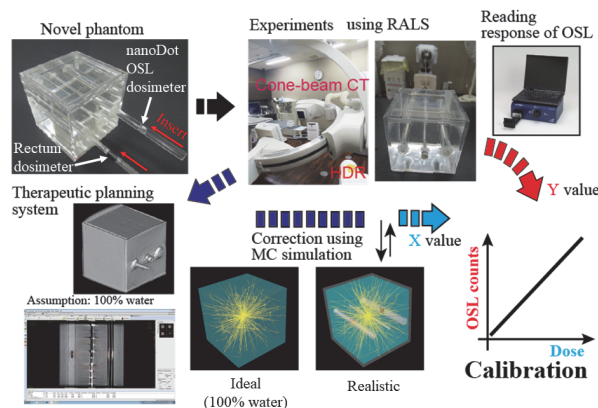 Novel phantom
nanoDot
OSL
dosimeter
Insert
Rectum
dosimeter
Experiments using RALS
Cone-beam CT
HDR
Reading
response of OSL
Y value
Therapeutic planning
system
Assumption: 100% water
Correction using
MC simulation
X value
Ideal
(100% water)
Realistic
OSL counts
Dose
Calibration